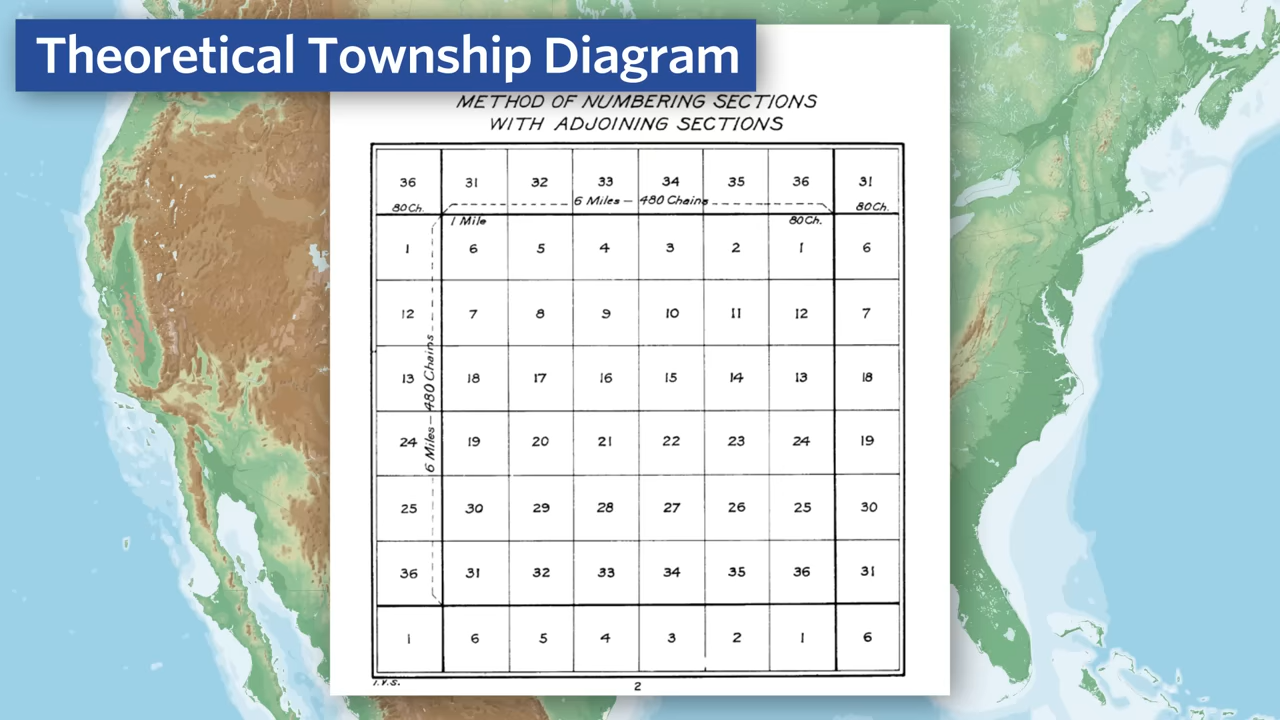 Theoretical Township Diagram
METHOD OF NUMBERING SECTIONS
WITH ADJOINING SECTIONS
36 31 32 33 34 35 36 31
80 Ch. 6 Miles — 480 Chains 80 Ch.
1 Mile 80 Ch.
1 6 5 4 3 2 1 6
12 7 8 9 10 11 12 7
13 18 17 16 15 14 13 18
6 Miles — 480 Chains
24 19 20 21 22 23 24 19
25 30 29 28 27 26 25 30
36 31 32 33 34 35 36 31
1 6 5 4 3 2 1 6
I.V.S.
2